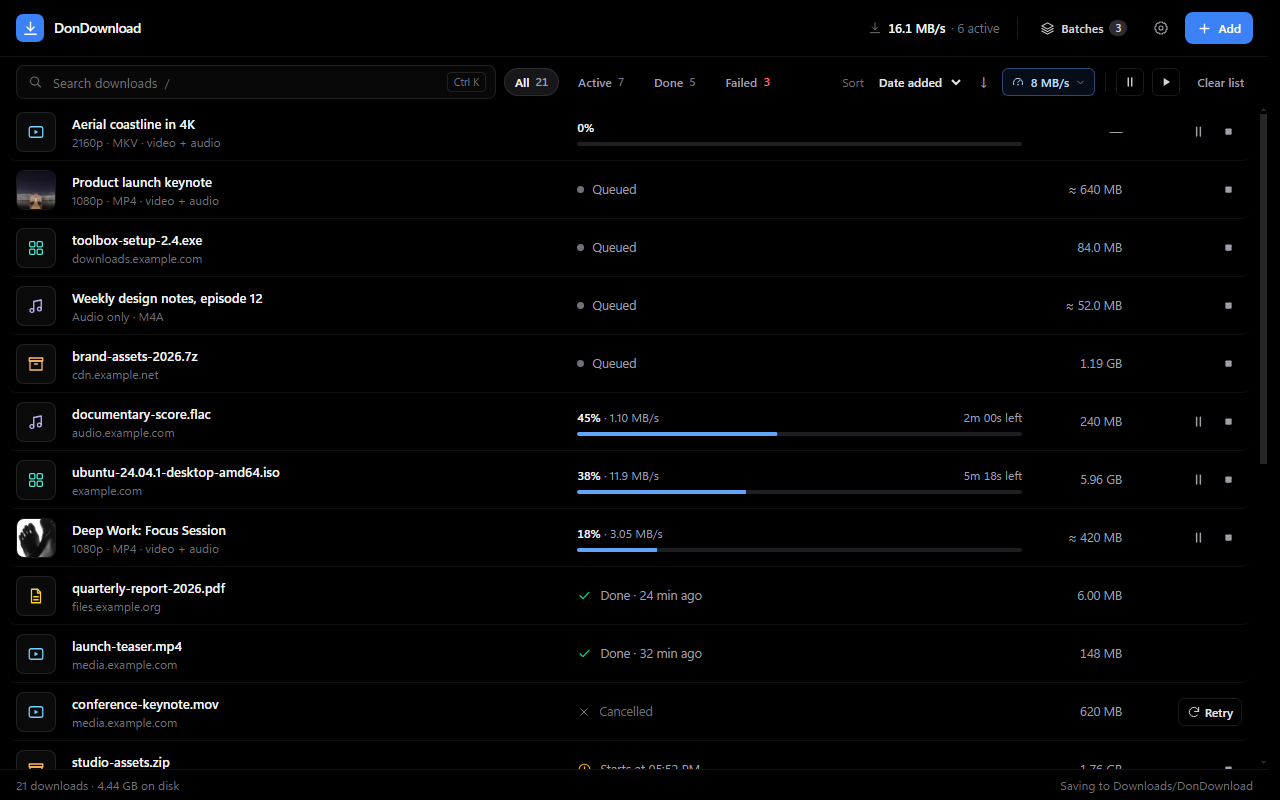 DonDownload
16.1 MB/s · 6 active
Batches 3
Add
Search downloads /
Ctrl K
All 21
Active 7
Done 5
Failed 3
Sort
Date added
8 MB/s
Clear list
Aerial coastline in 4K
2160p · MKV · video + audio
0%
—
Product launch keynote
1080p · MP4 · video + audio
Queued
≈ 640 MB
toolbox-setup-2.4.exe
downloads.example.com
Queued
84.0 MB
Weekly design notes, episode 12
Audio only · M4A
Queued
≈ 52.0 MB
brand-assets-2026.7z
cdn.example.net
Queued
1.19 GB
documentary-score.flac
audio.example.com
45% · 1.10 MB/s
2m 00s left
240 MB
ubuntu-24.04.1-desktop-amd64.iso
example.com
38% · 11.9 MB/s
5m 18s left
5.96 GB
Deep Work: Focus Session
1080p · MP4 · video + audio
18% · 3.05 MB/s
≈ 420 MB
quarterly-report-2026.pdf
files.example.org
Done · 24 min ago
6.00 MB
launch-teaser.mp4
media.example.com
Done · 32 min ago
148 MB
conference-keynote.mov
media.example.com
Cancelled
620 MB
Retry
studio-assets.zip
Starts at 05:52 PM
1.76 GB
21 downloads · 4.44 GB on disk
Saving to Downloads/DonDownload